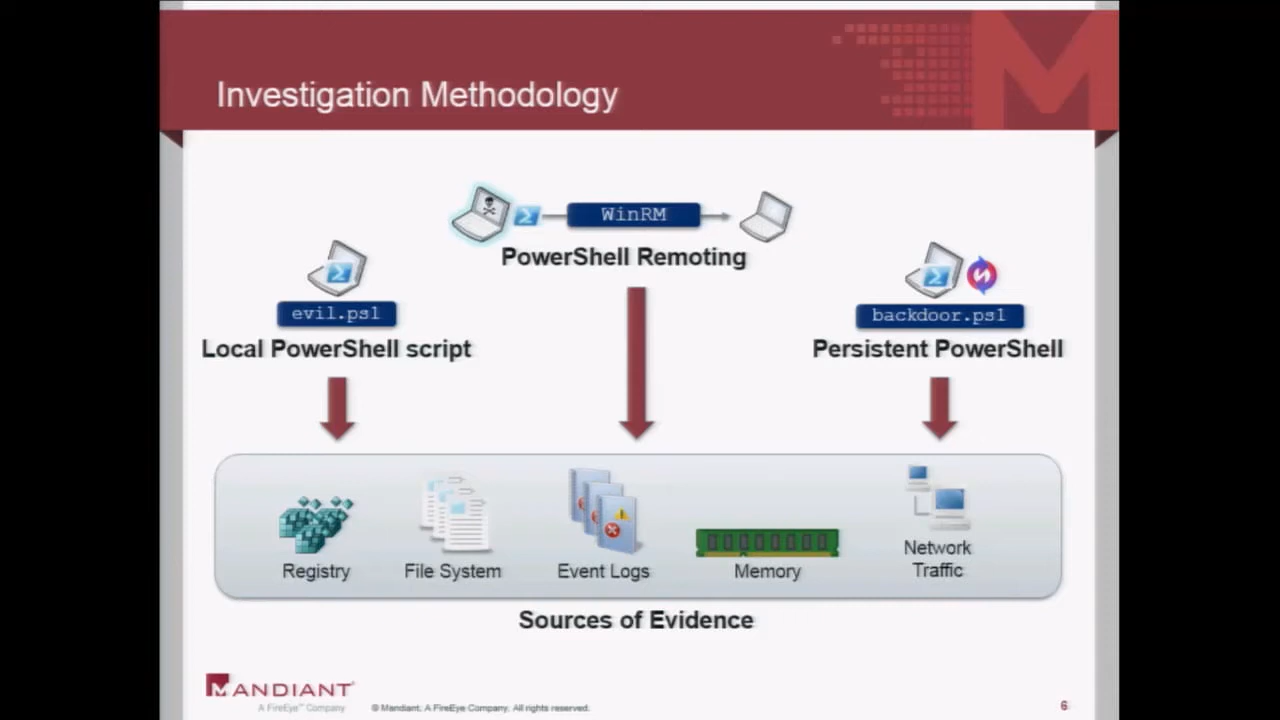 Investigation Methodology
WinRM
PowerShell Remoting
evil.ps1
Local PowerShell script
backdoor.ps1
Persistent PowerShell
Registry
File System
Event Logs
Memory
Network
Traffic
Sources of Evidence
MANDIANT
A FireEye™ Company
© Mandiant, A FireEye Company. All rights reserved.
6